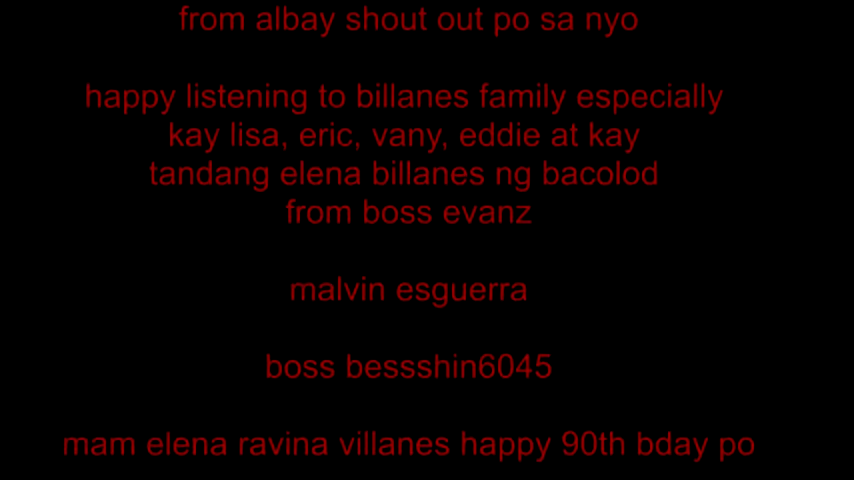 from albay shout out po sa nyo
happy listening to billanes family especially
kay lisa, eric, vany, eddie at kay
tandang elena billanes ng bacolod
from boss evanz
malvin esguerra
boss bessshin6045
mam elena ravina villanes happy 90th bday po